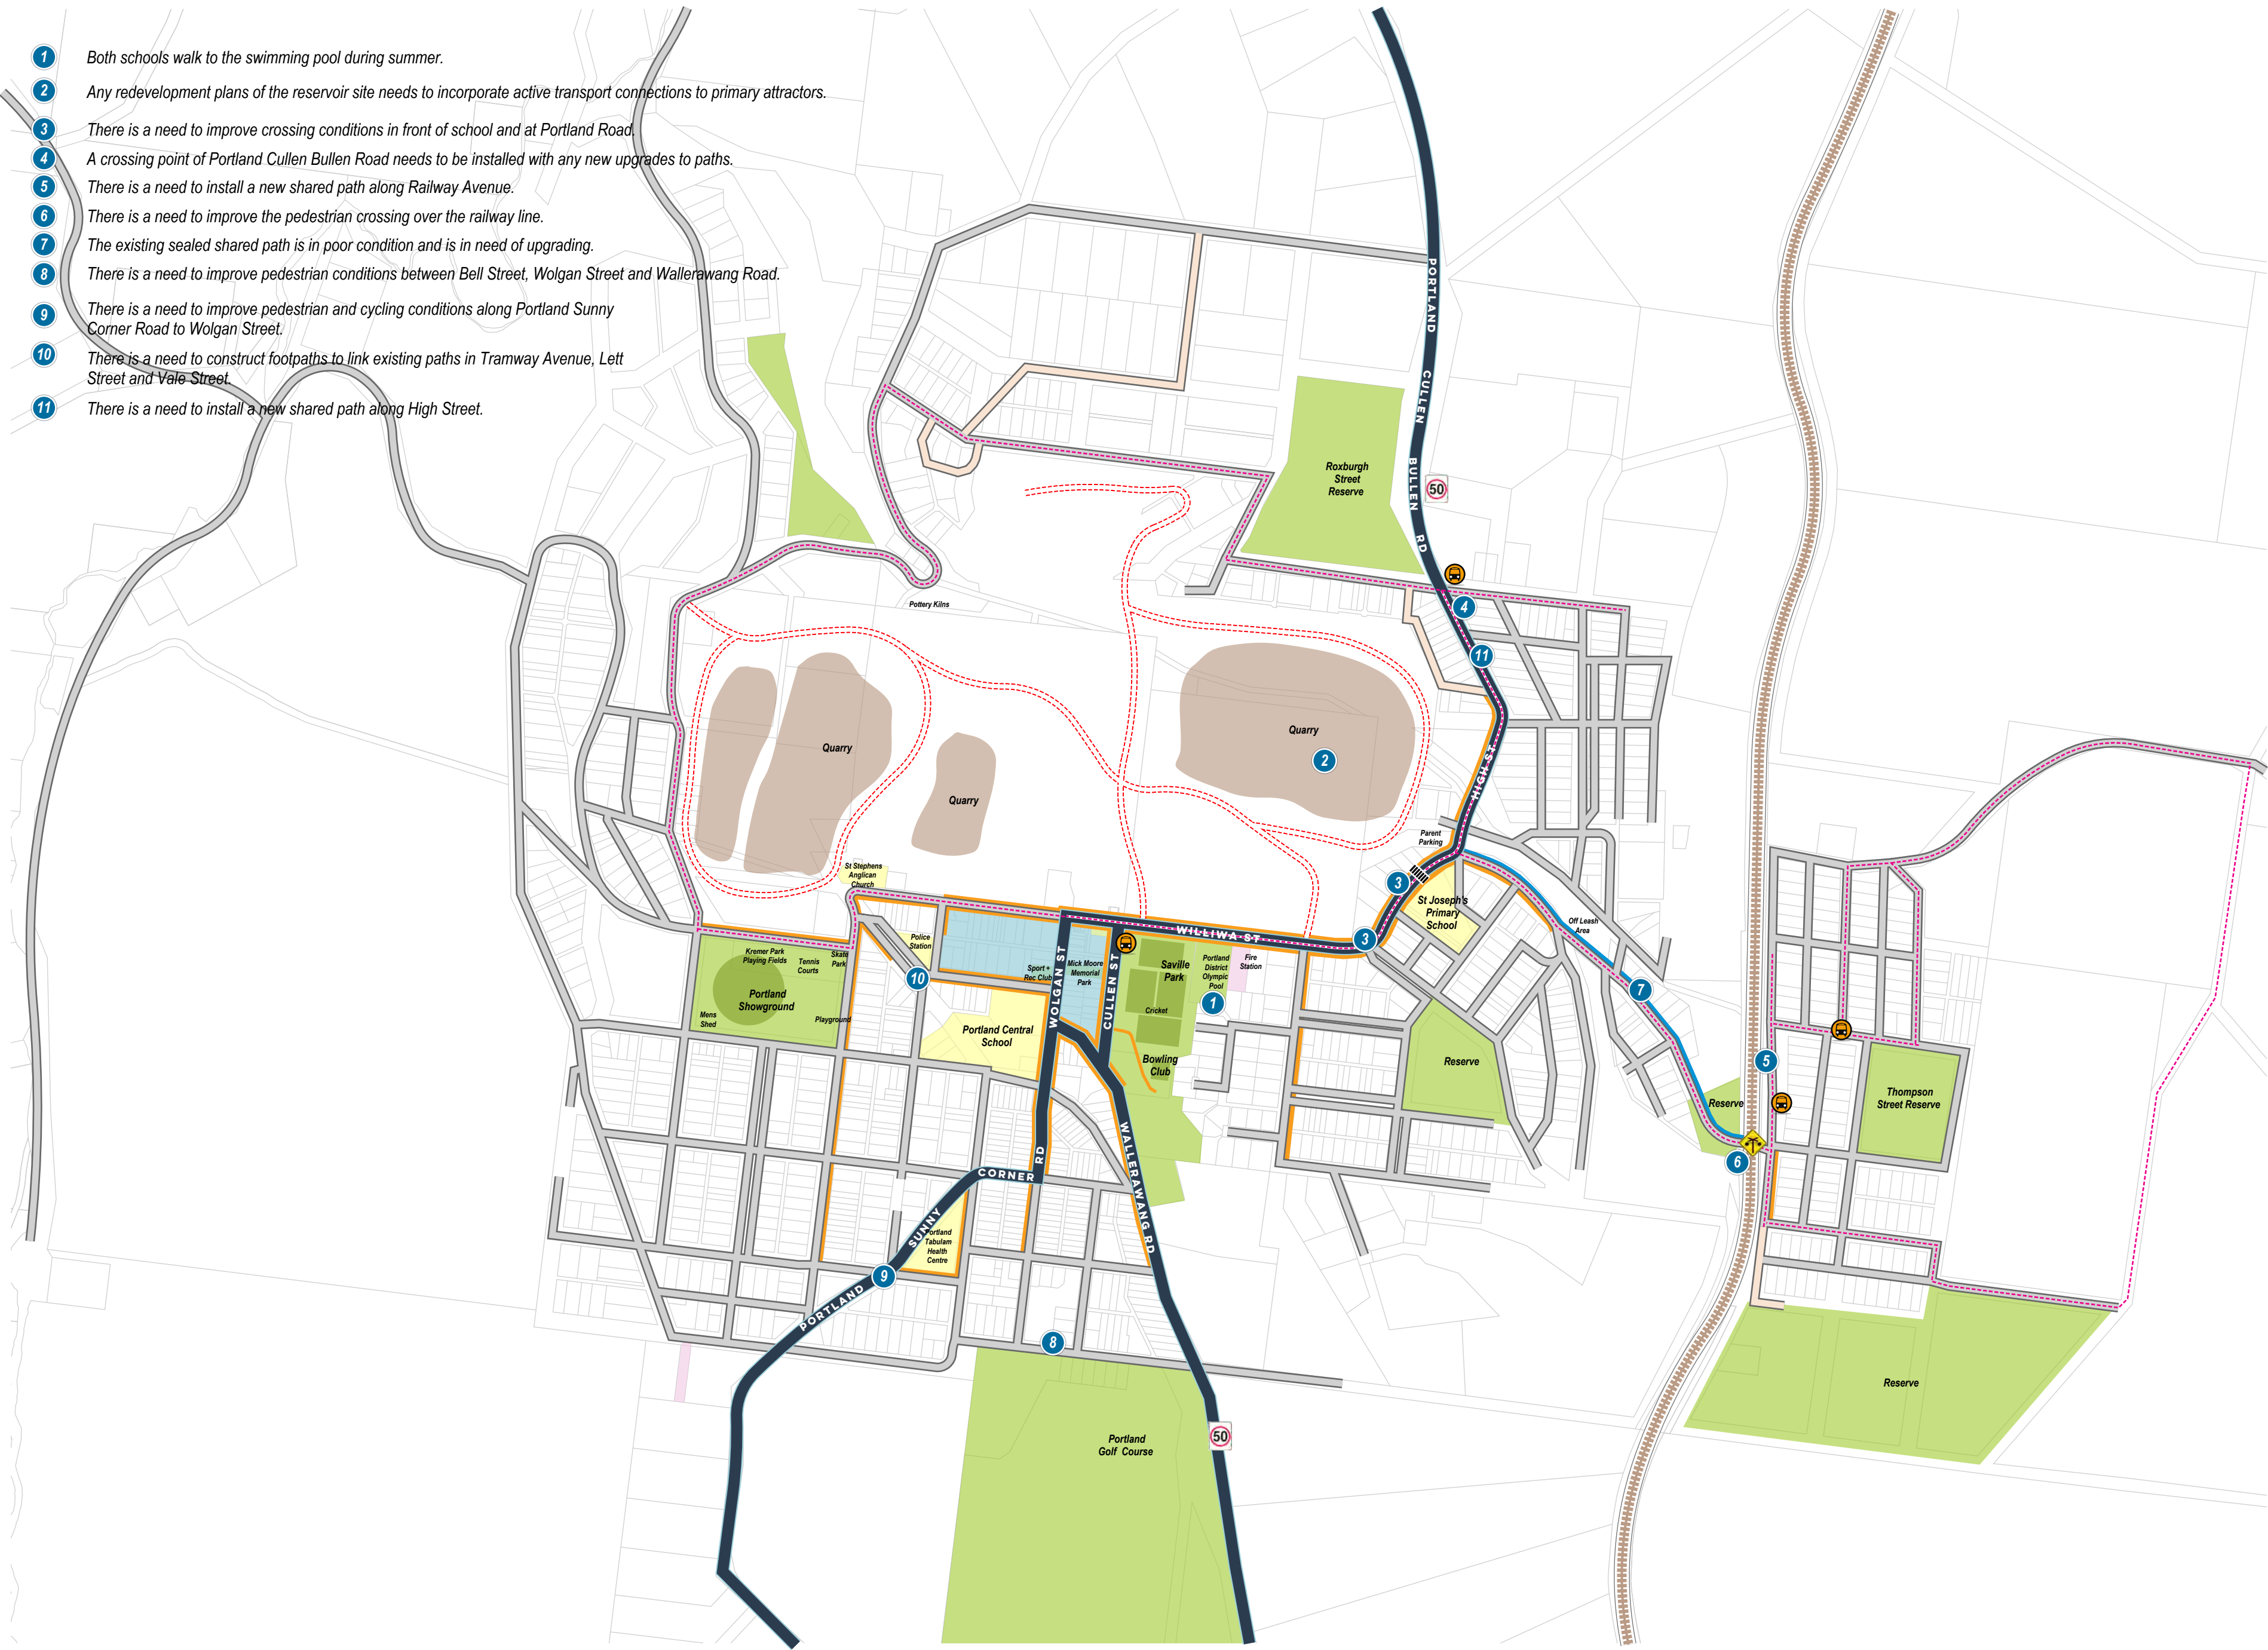 1 Both schools walk to the swimming pool during summer.
2 Any redevelopment plans of the reservoir site needs to incorporate active transport connections to primary attractors.
3 There is a need to improve crossing conditions in front of school and at Portland Road.
4 A crossing point of Portland Cullen Bullen Road needs to be installed with any new upgrades to paths.
5 There is a need to install a new shared path along Railway Avenue.
6 There is a need to improve the pedestrian crossing over the railway line.
7 The existing sealed shared path is in poor condition and is in need of upgrading.
8 There is a need to improve pedestrian conditions between Bell Street, Wolgan Street and Wallerawang Road.
9 There is a need to improve pedestrian and cycling conditions along Portland Sunny
Corner Road to Wolgan Street.
10 There is a need to construct footpaths to link existing paths in Tramway Avenue, Lett
Street and Vale Street.
11 There is a need to install a new shared path along High Street.
PORTLAND CULLEN BULLEN RD
Roxburgh
Street
Reserve
50
Pottery Kilns
4
11
Quarry
Quarry
Quarry
2
HIGH ST
Parent
Parking
3
St Joseph's
Primary
School
Off Leash
Area
St Stephens
Anglican
Church
Police
Station
WILLIWA ST
3
Kremer Park
Playing Fields
Tennis
Courts
Skate
Park
Portland
Showground
Mens
Shed
Playground
10
Sport +
Rec Club
WOLGAN ST
Mick Moore
Memorial
Park
CULLEN ST
Saville
Park
Cricket
Portland
District
Olympic
Pool
Fire
Station
1
7
Portland Central
School
Bowling
Club
Reserve
5
Reserve
Thompson
Street Reserve
6
WALLERAWANG RD
PORTLAND SUNNY CORNER RD
Portland
Tabulam
Health
Centre
9
8
Portland
Golf Course
50
Reserve